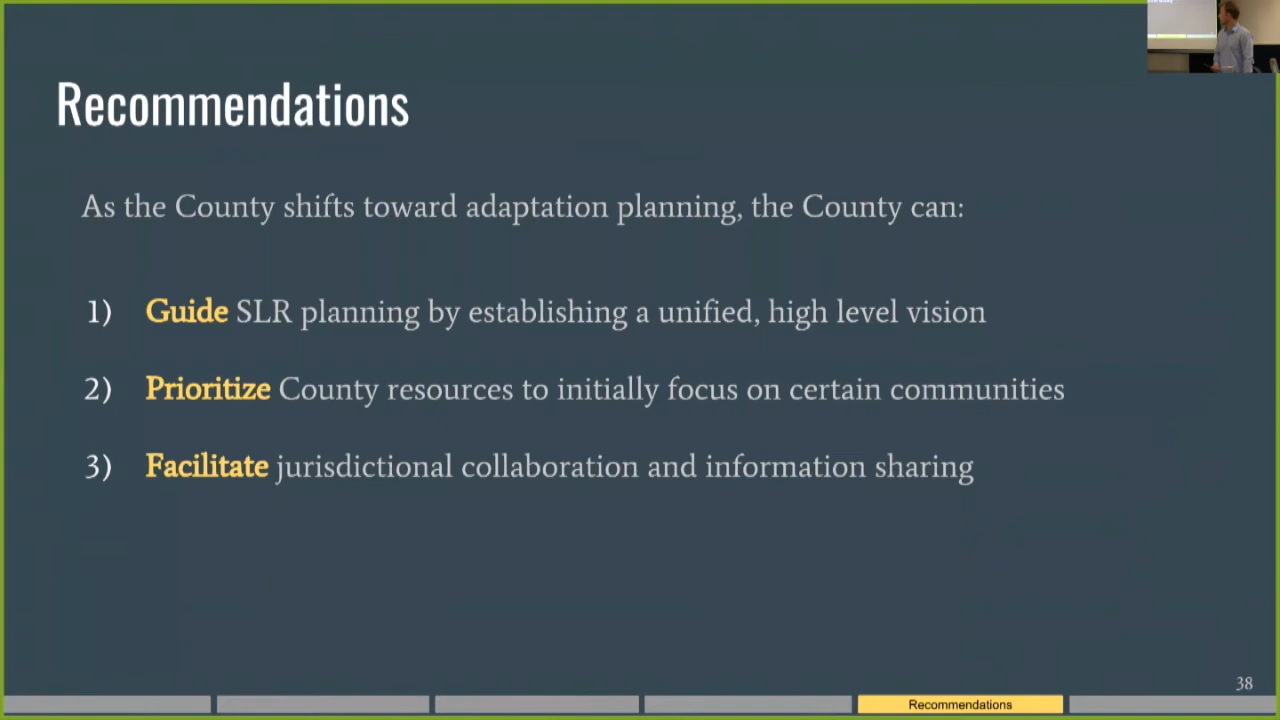 Recommendations
As the County shifts toward adaptation planning, the County can:
1) Guide SLR planning by establishing a unified, high level vision
2) Prioritize County resources to initially focus on certain communities
3) Facilitate jurisdictional collaboration and information sharing
38
Recommendations